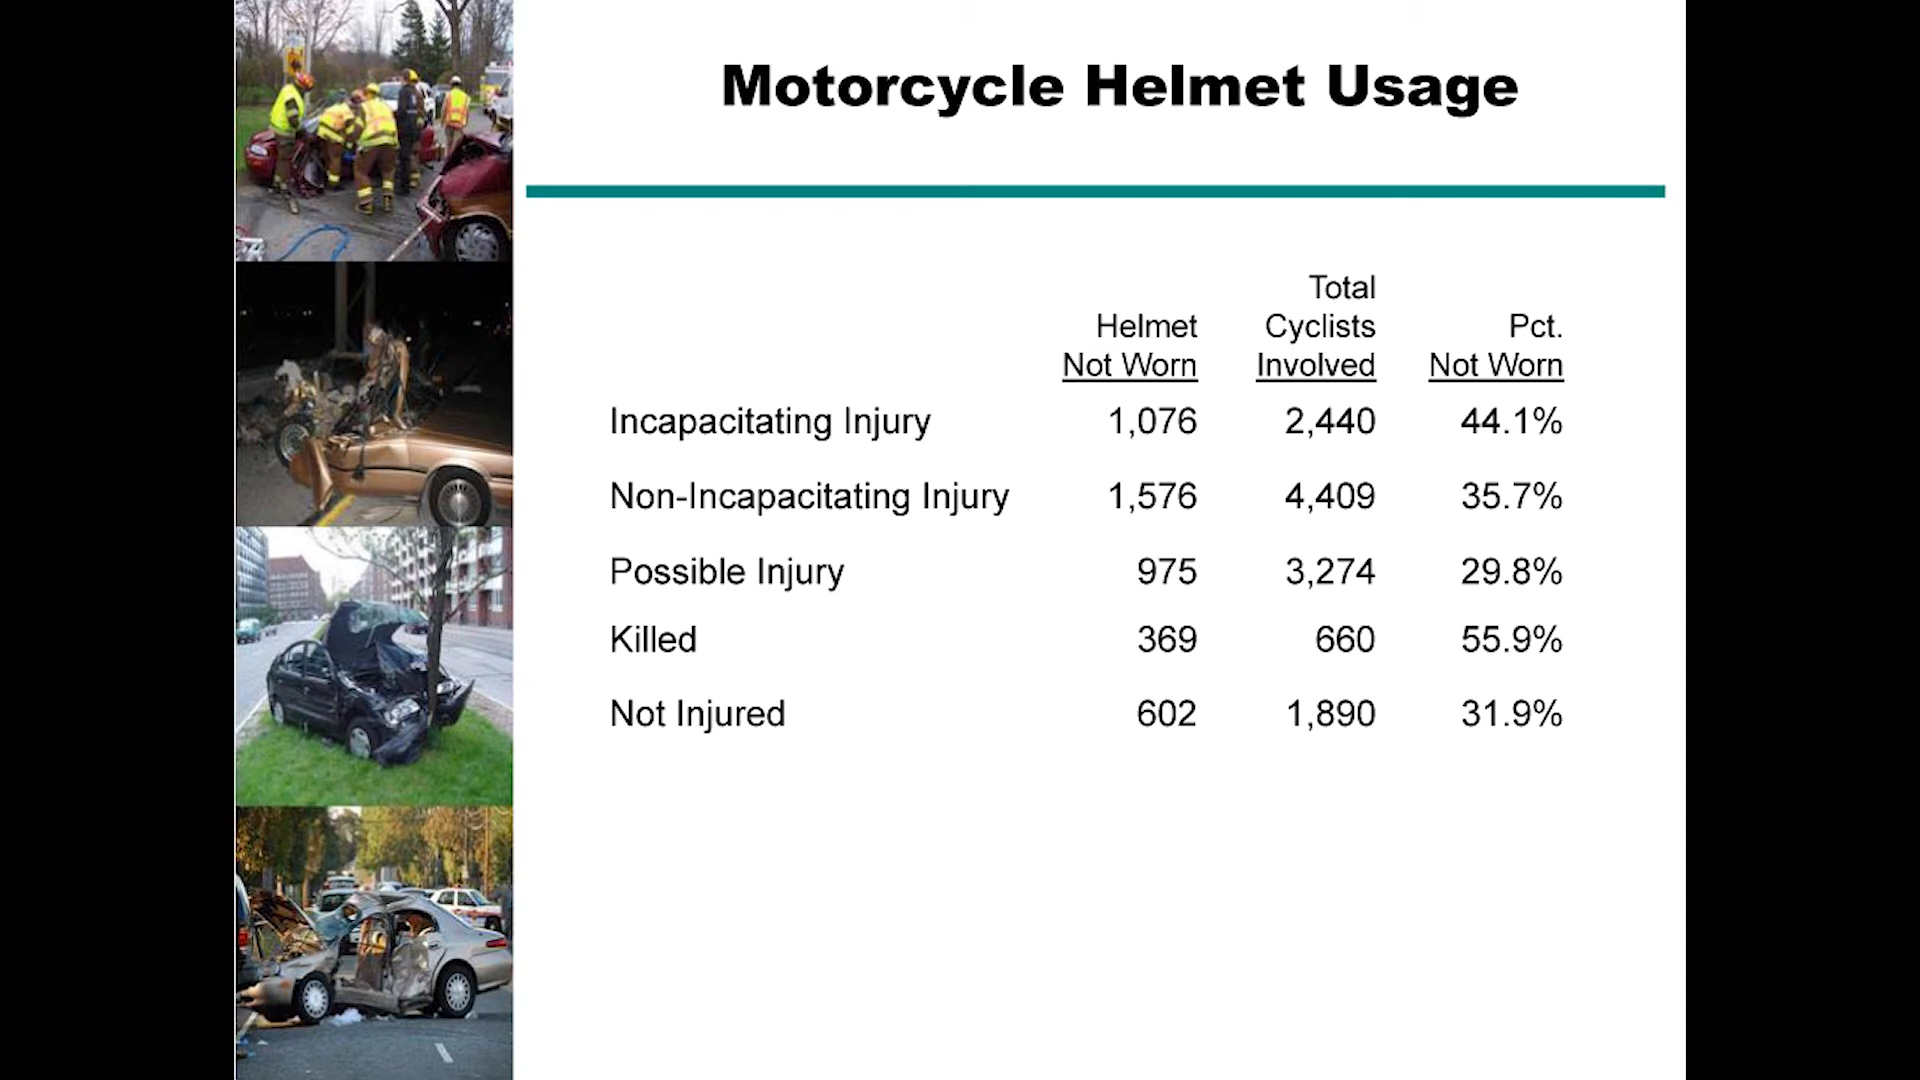 Motorcycle Helmet Usage
Total
Helmet Cyclists Pct.
Not Worn Involved Not Worn
Incapacitating Injury 1,076 2,440 44.1%
Non-Incapacitating Injury 1,576 4,409 35.7%
Possible Injury 975 3,274 29.8%
Killed 369 660 55.9%
Not Injured 602 1,890 31.9%